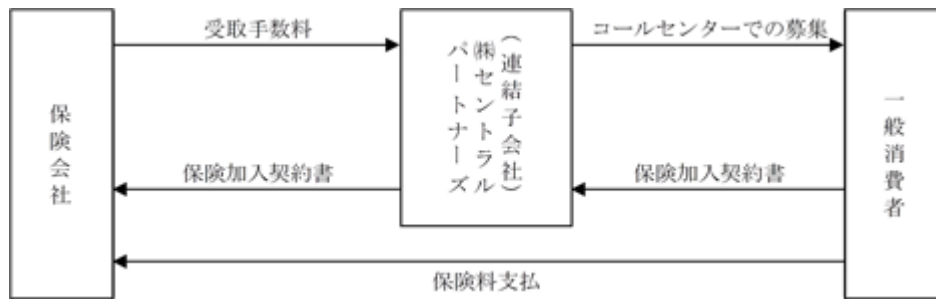 受取手数料
コールセンターでの募集
保険会社
(連結子会社)
㈱セントラル
パートナーズ
一般消費者
保険加入契約書
保険加入契約書
保険料支払